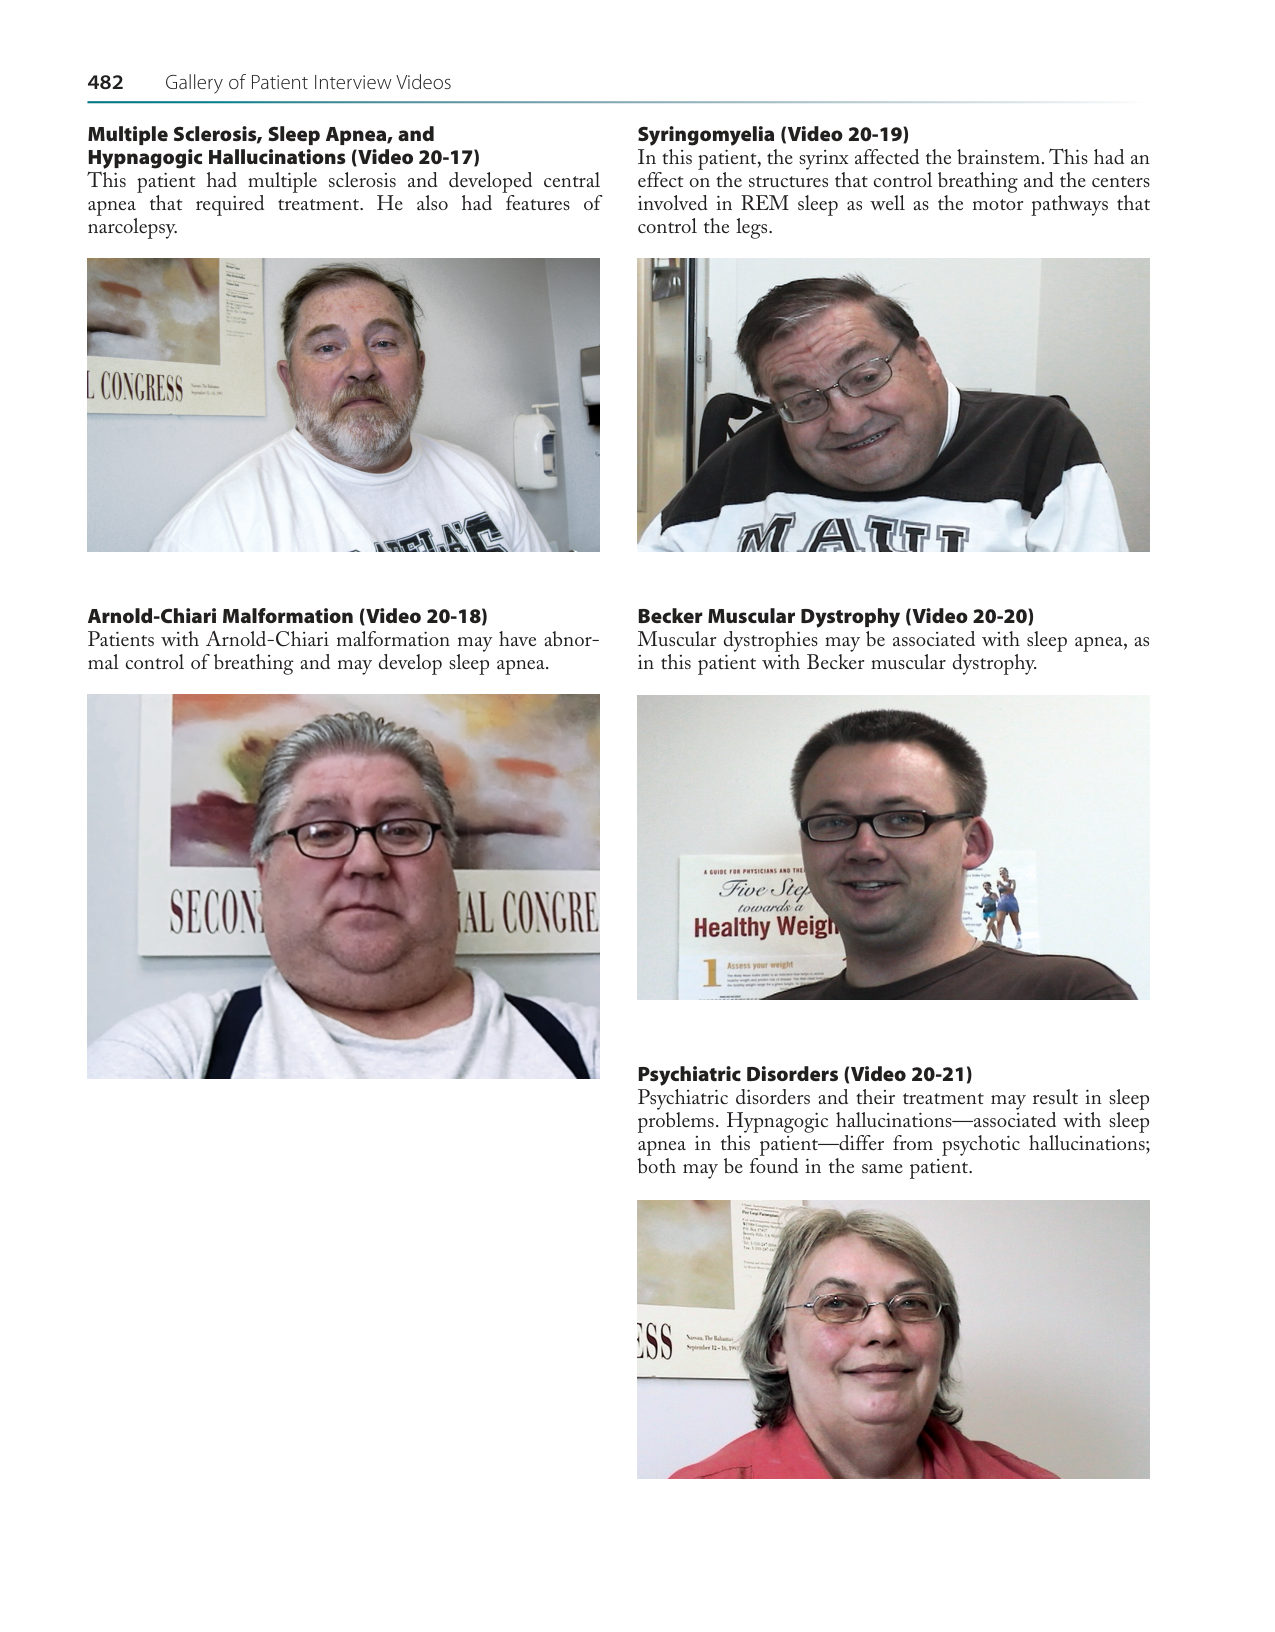 482 Gallery of Patient Interview Videos
Multiple Sclerosis, Sleep Apnea, and
Hypnagogic Hallucinations (Video 20-17)
This patient had multiple sclerosis and developed central
apnea that required treatment. He also had features of
narcolepsy.
L CONGRESS
Arnold-Chiari Malformation (Video 20-18)
Patients with Arnold-Chiari malformation may have abnor-
mal control of breathing and may develop sleep apnea.
SECON
AL CONGRE
Syringomyelia (Video 20-19)
In this patient, the syrinx affected the brainstem. This had an
effect on the structures that control breathing and the centers
involved in REM sleep as well as the motor pathways that
control the legs.
MAUI
Becker Muscular Dystrophy (Video 20-20)
Muscular dystrophies may be associated with sleep apnea, as
in this patient with Becker muscular dystrophy.
A GUIDE FOR PHYSICIANS AND THE
Five Step
towards a
Healthy Weigh
1 Assess your weight
Psychiatric Disorders (Video 20-21)
Psychiatric disorders and their treatment may result in sleep
problems. Hypnagogic hallucinations—associated with sleep
apnea in this patient—differ from psychotic hallucinations;
both may be found in the same patient.
ESS
Nassau, The Bahamas
September 12-16, 1993